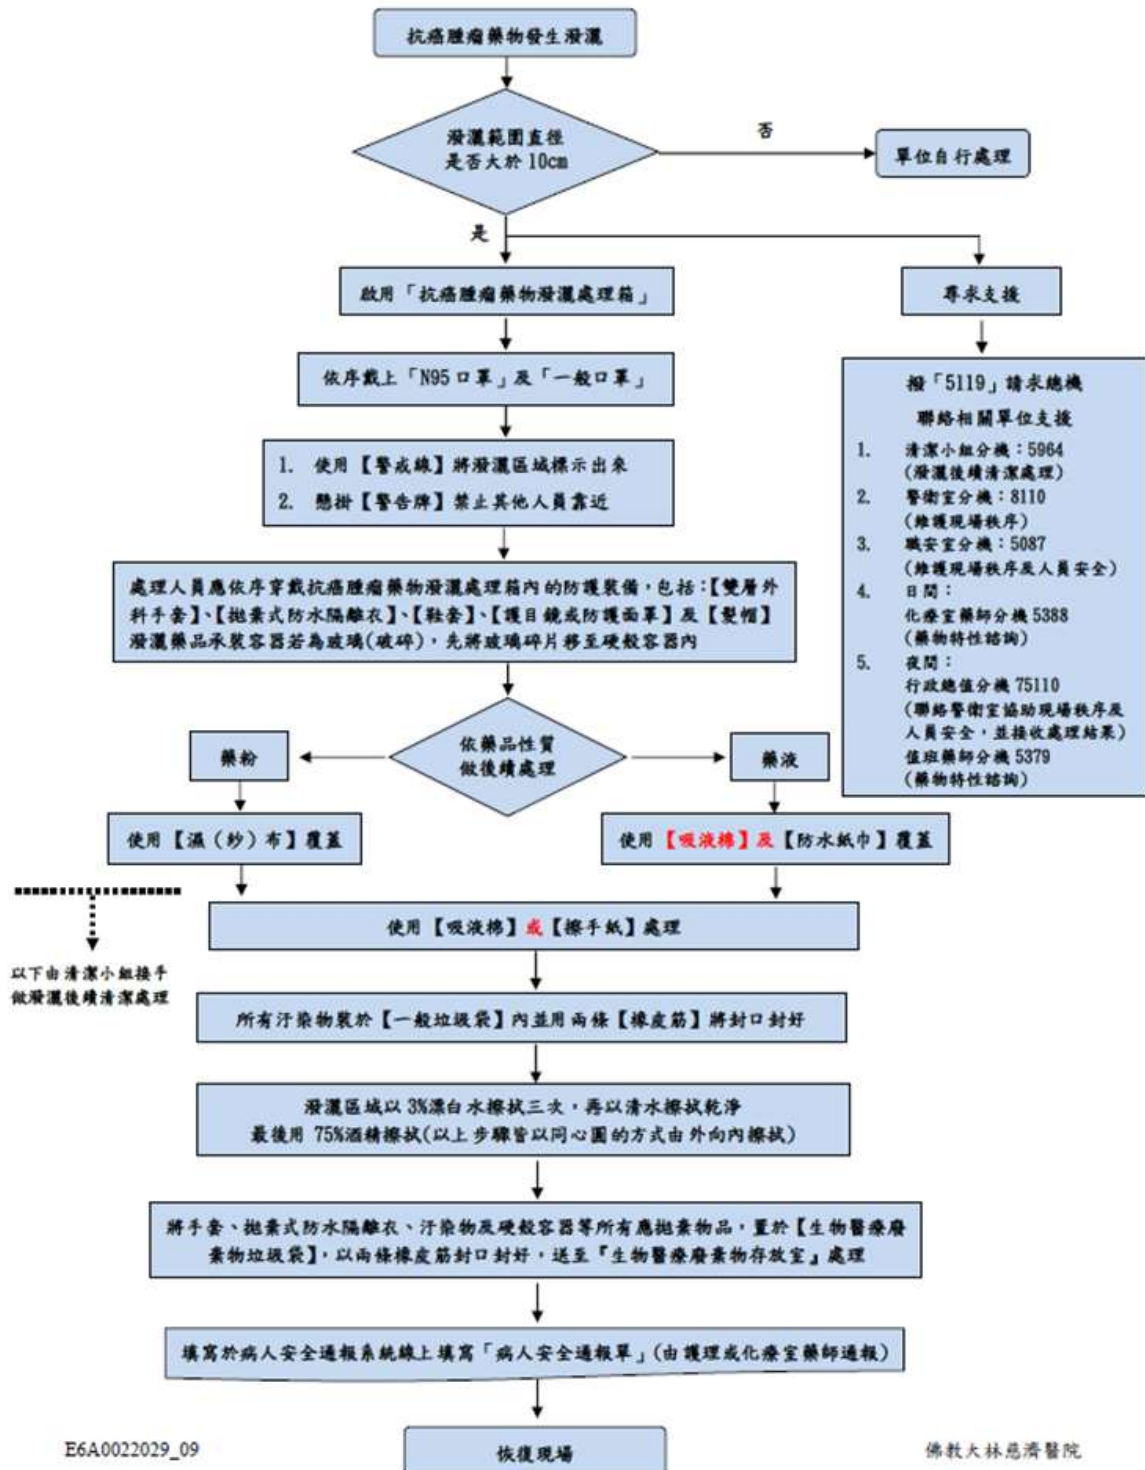 抗癌腫瘤藥物發生潑灑
潑灑範圍直徑
是否大於 10cm
否
單位自行處理
是
啟用「抗癌腫瘤藥物潑灑處理箱」
尋求支援
依序戴上「N95 口罩」及「一般口罩」
撥「5119」請求總機
聯絡相關單位支援
1. 清潔小組分機：5964
(潑灑後續清潔處理)
2. 警衛室分機：8110
(維護現場秩序)
3. 職安室分機：5087
(維護現場秩序及人員安全)
4. 日間：
化療室藥師分機 5388
(藥物特性諮詢)
5. 夜間：
行政總值分機 75110
(聯絡警衛室協助現場秩序及
人員安全，並接收處理結果)
值班藥師分機 5379
(藥物特性諮詢)
1. 使用【警戒線】將潑灑區域標示出來
2. 懸掛【警告牌】禁止其他人員靠近
處理人員應依序穿戴抗癌腫瘤藥物潑灑處理箱內的防護裝備，包括：【雙層外
科手套】、【拋棄式防水隔離衣】、【鞋套】、【護目鏡或防護面罩】及【髮帽】
潑灑藥品承裝容器若為玻璃(破碎)，先將玻璃碎片移至硬殼容器內
依藥品性質
做後續處理
藥粉
藥液
使用【濕（紗）布】覆蓋
使用【吸液棉】及【防水紙巾】覆蓋
以下由清潔小組接手
做潑灑後續清潔處理
使用【吸液棉】或【擦手紙】處理
所有汙染物裝於【一般垃圾袋】內並用兩條【橡皮筋】將封口封好
潑灑區域以 3%漂白水擦拭三次，再以清水擦拭乾淨
最後用 75%酒精擦拭(以上步驟皆以同心圓的方式由外向內擦拭)
將手套、拋棄式防水隔離衣、汙染物及硬殼容器等所有應拋棄物品，置於【生物醫療廢
棄物垃圾袋】，以兩條橡皮筋封口封好，送至『生物醫療廢棄物存放室』處理
填寫於病人安全通報系統線上填寫「病人安全通報單」(由護理或化療室藥師通報)
恢復現場
E6A0022029_09
佛教大林慈濟醫院